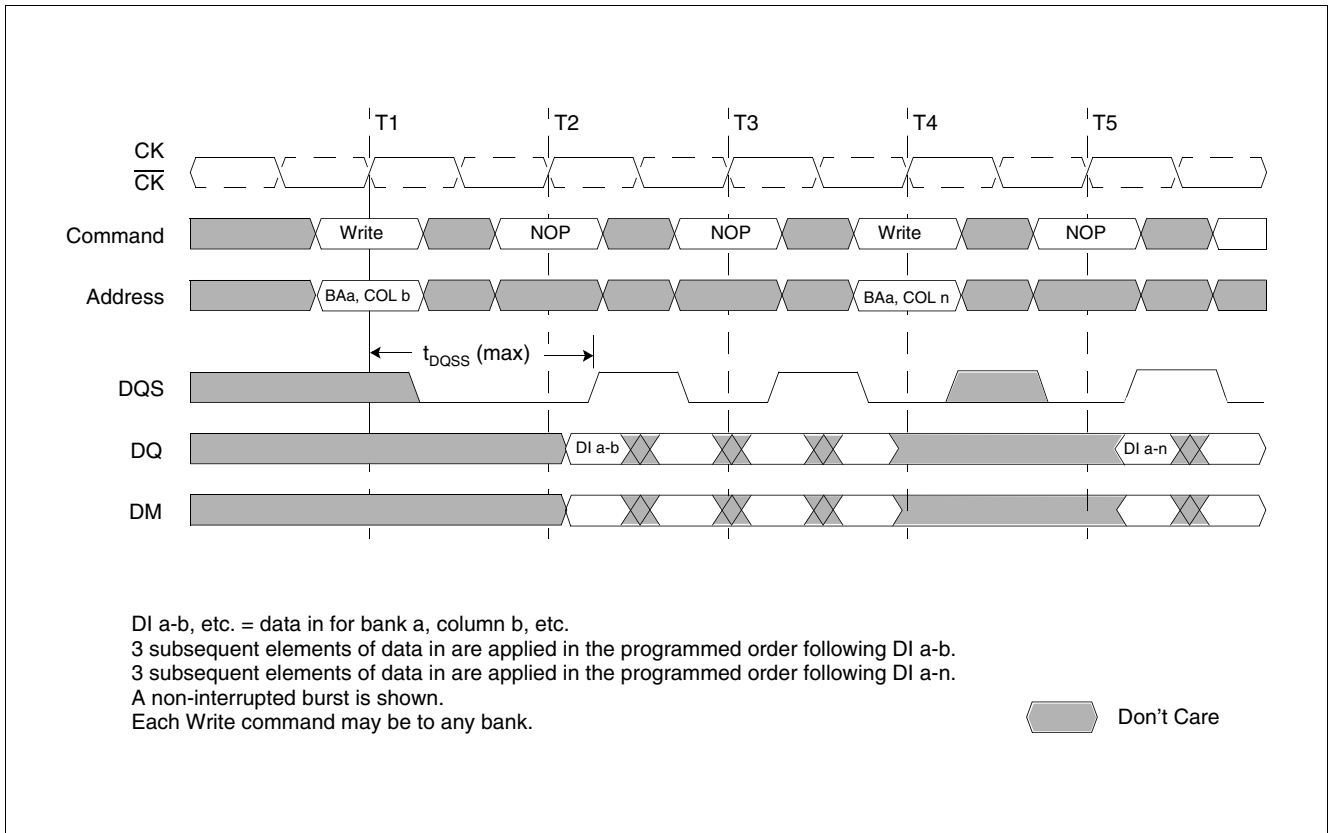 T1 T2 T3 T4 T5
CK
CK
Command Write NOP NOP Write NOP
Address BAa, COL b BAa, COL n
tDQSS (max)
DQS
DQ DI a-b DI a-n
DM
DI a-b, etc. = data in for bank a, column b, etc.
3 subsequent elements of data in are applied in the programmed order following DI a-b.
3 subsequent elements of data in are applied in the programmed order following DI a-n.
A non-interrupted burst is shown.
Each Write command may be to any bank.
Don't Care